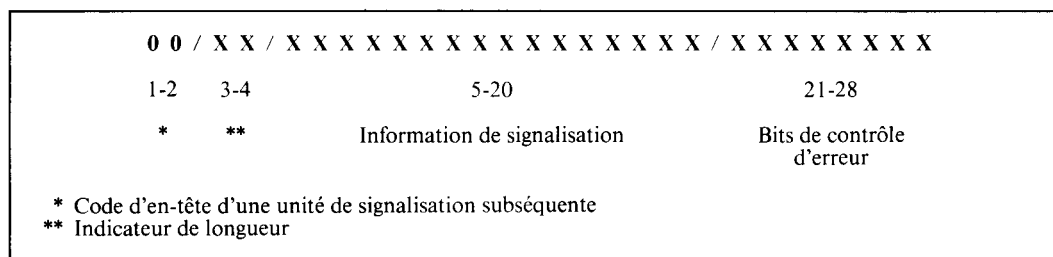 0 0 / X X / X X X X X X X X X X X X X X X X / X X X X X X X X
1-2 3-4 5-20 21-28
* ** Information de signalisation Bits de contrôle
d'erreur
* Code d'en-tête d'une unité de signalisation subséquente
** Indicateur de longueur